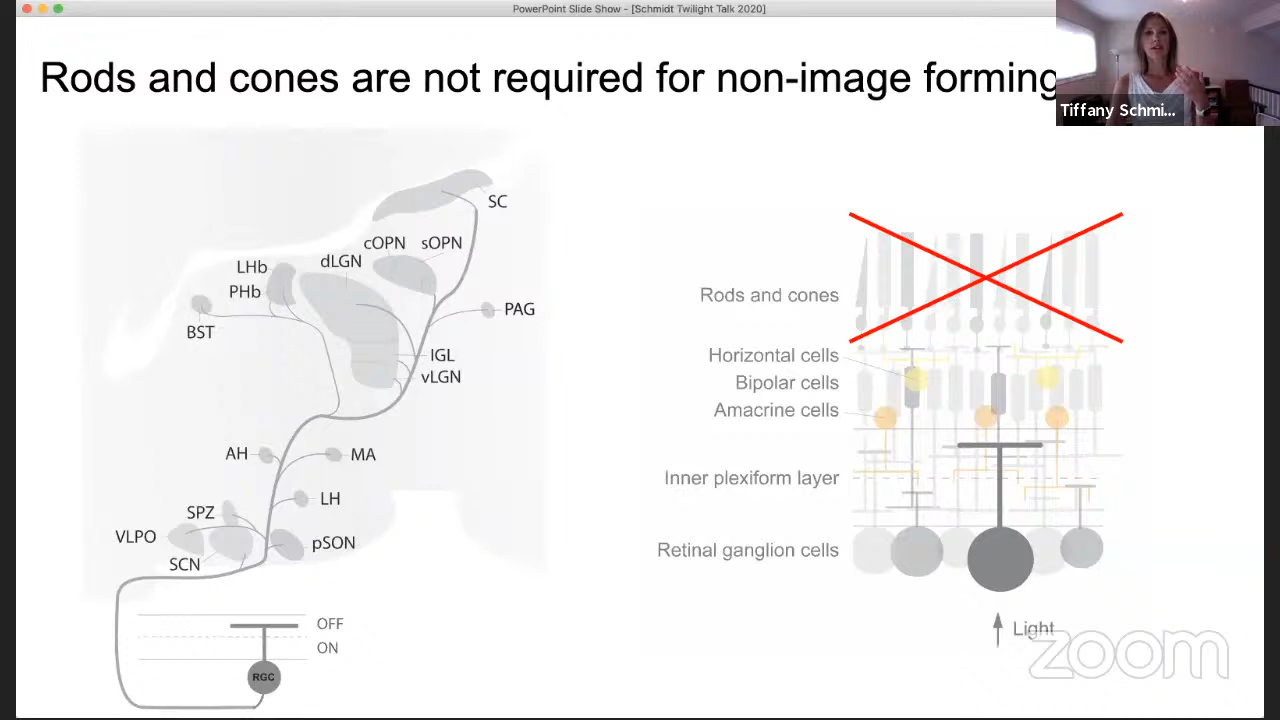 PowerPoint Slide Show - [Schmidt Twilight Talk 2020]
Rods and cones are not required for non-image forming
Tiffany Schmi...
SC
cOPN sOPN
dLGN
LHb
PHb
BST
PAG
IGL
vLGN
AH
MA
LH
SPZ
VLPO
SCN
pSON
OFF
ON
RGC
Rods and cones
Horizontal cells
Bipolar cells
Amacrine cells
Inner plexiform layer
Retinal ganglion cells
Light
zoom